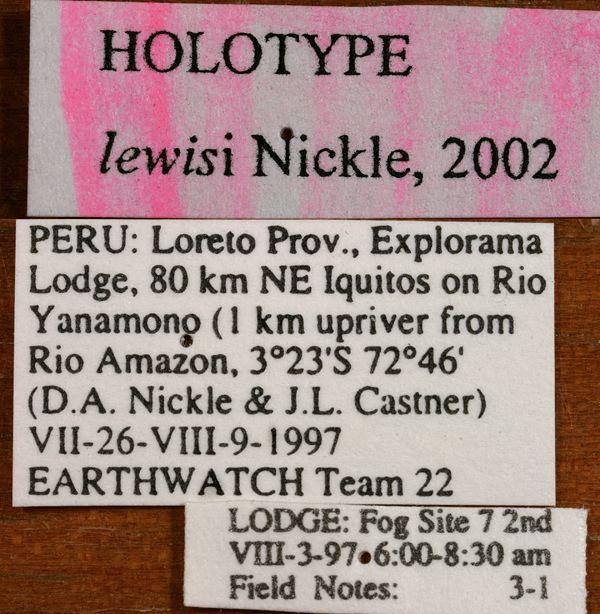 HOLOTYPE
lewisi Nickle, 2002
PERU: Loreto Prov., Explorama
Lodge, 80 km NE Iquitos on Rio
Yanamono (1 km upriver from
Rio Amazon, 3°23'S 72°46'
(D.A. Nickle & J.L. Castner)
VII-26-VIII-9-1997
EARTHWATCH Team 22
LODGE: Fog Site 7 2nd
VIII-3-97 6:00-8:30 am
Field Notes: 3-1